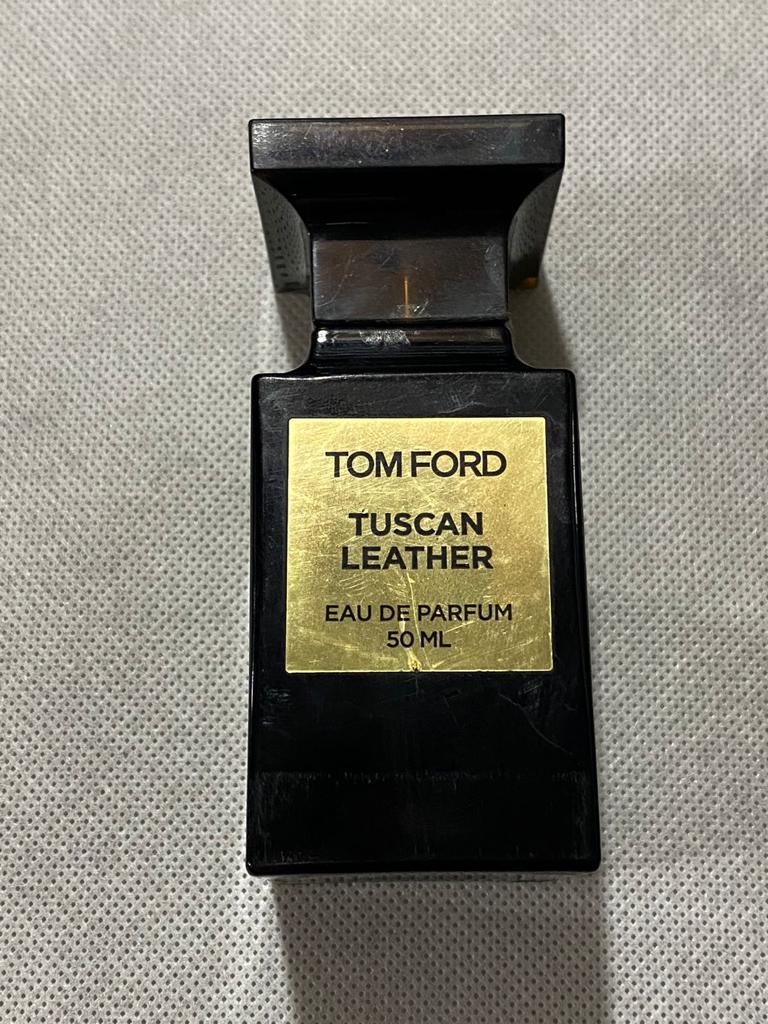 TOM FORD
TUSCAN
LEATHER
EAU DE PARFUM
50 ML